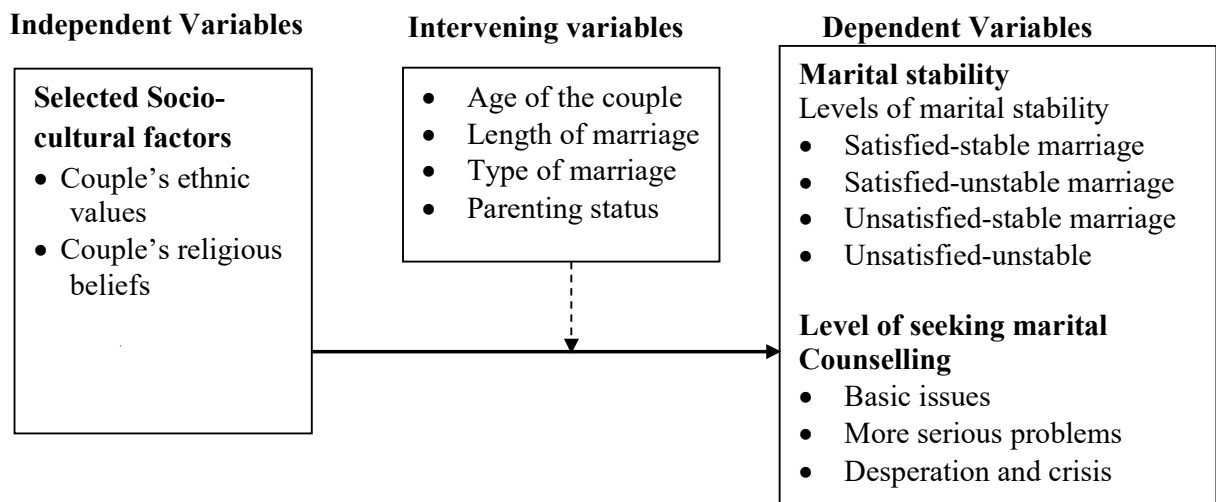 Independent Variables
Selected Socio-
cultural factors
• Couple's ethnic
values
• Couple's religious
beliefs
Intervening variables
• Age of the couple
• Length of marriage
• Type of marriage
• Parenting status
Dependent Variables
Marital stability
Levels of marital stability
• Satisfied-stable marriage
• Satisfied-unstable marriage
• Unsatisfied-stable marriage
• Unsatisfied-unstable
Level of seeking marital
Counselling
• Basic issues
• More serious problems
• Desperation and crisis